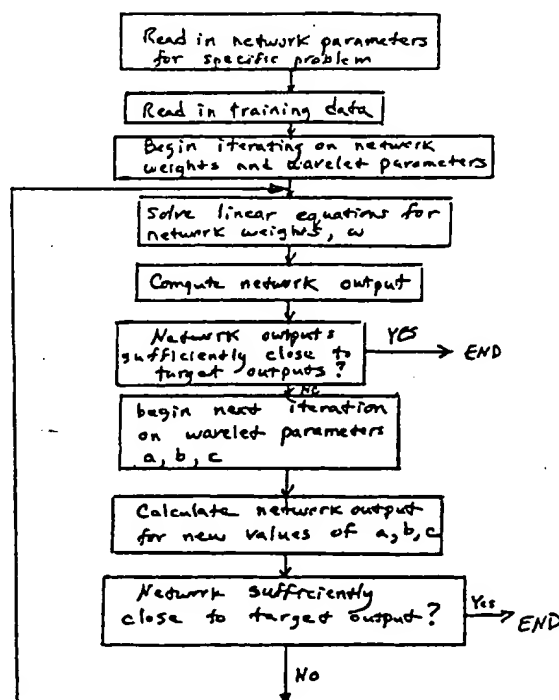 Read in network parameters
for specific problem
Read in training data
Begin iterating on network
weights and wavelet parameters
Solve linear equations for
network weights, ω
Compute network output
Network outputs
sufficiently close to
target outputs?
YES
END
NO
begin next iteration
on wavelet parameters
a, b, c
Calculate network output
for new values of a, b, c
Network sufficiently
close to target output?
Yes
END
NO